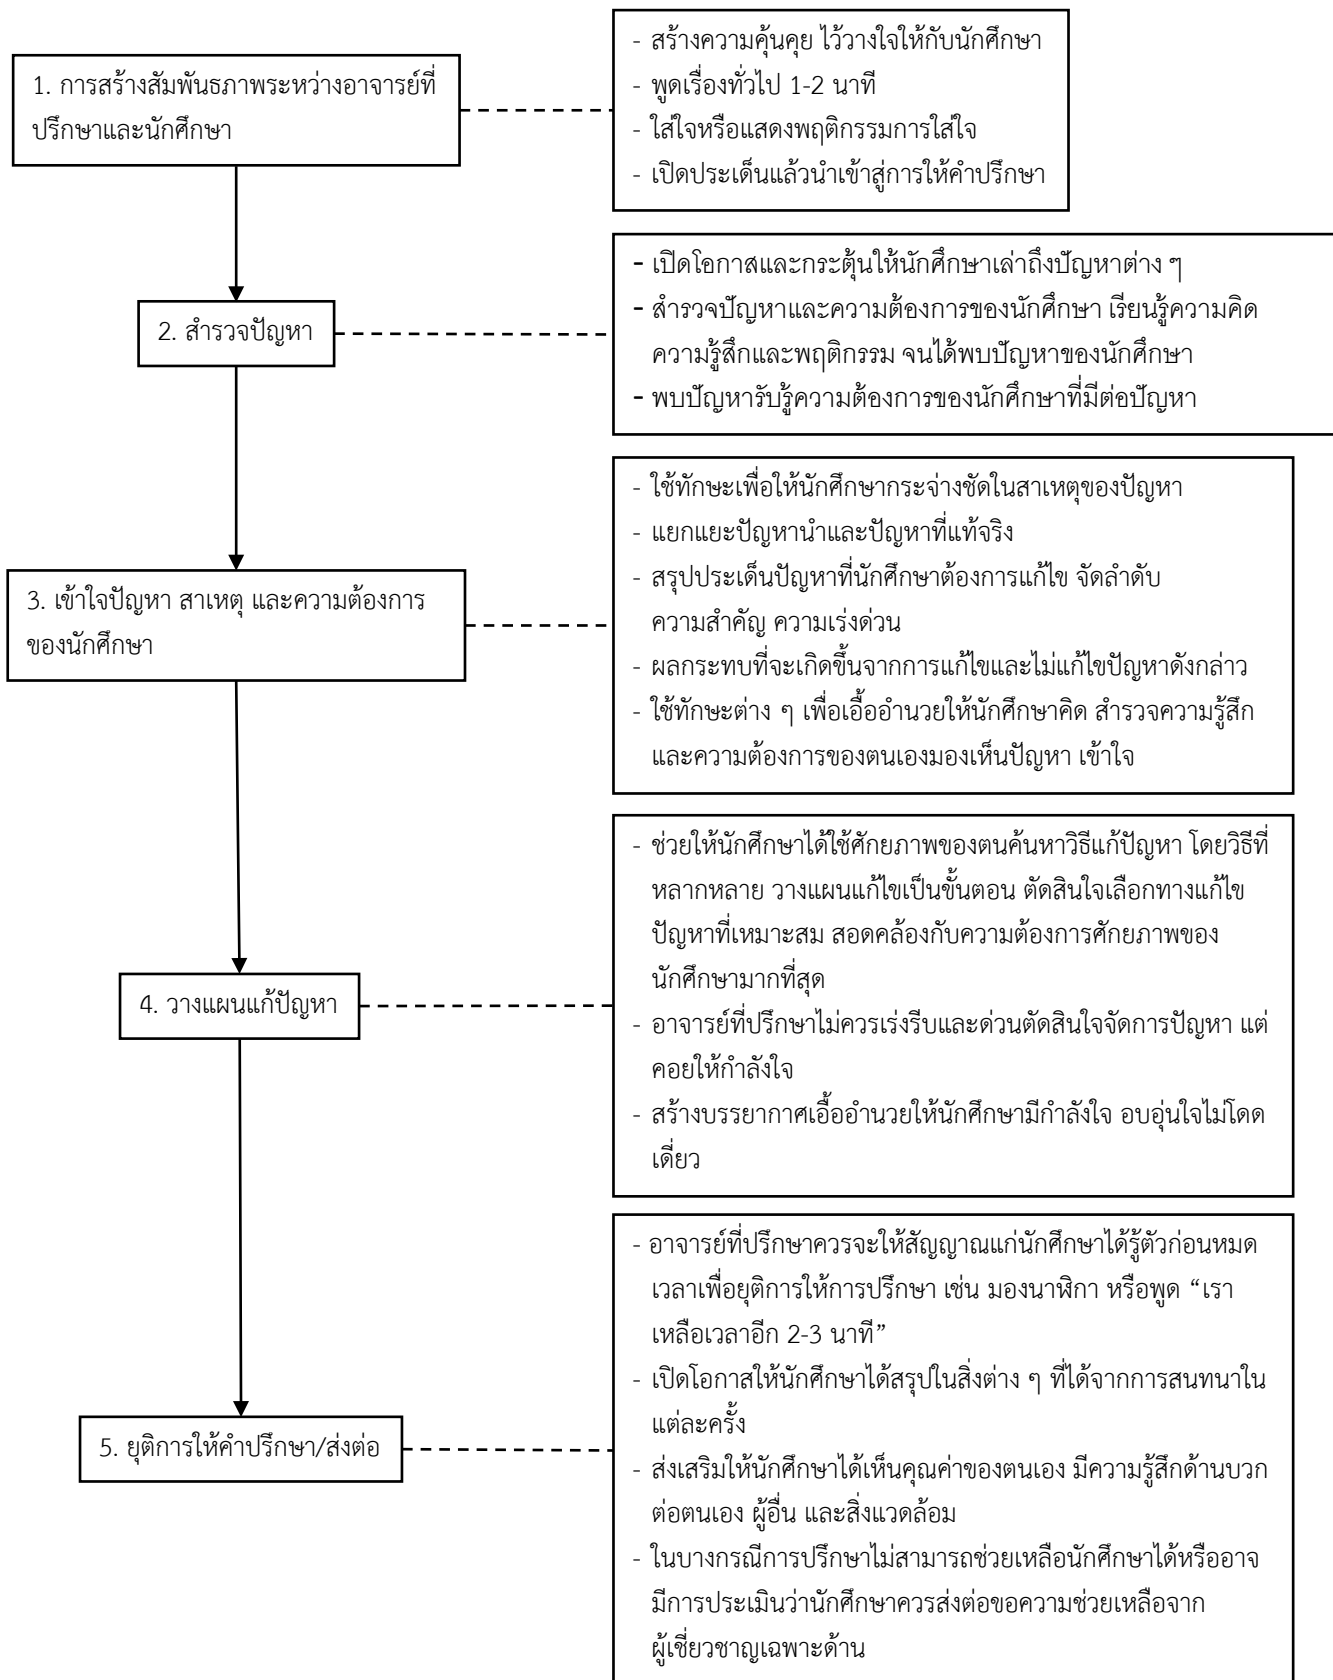 1. การสร้างสัมพันธภาพระหว่างอาจารย์ที่
ปรึกษาและนักศึกษา
- สร้างความคุ้นคุย ไว้วางใจให้กับนักศึกษา
- พูดเรื่องทั่วไป 1-2 นาที
- ใส่ใจหรือแสดงพฤติกรรมการใส่ใจ
- เปิดประเด็นแล้วนำเข้าสู่การให้คำปรึกษา
2. สำรวจปัญหา
- เปิดโอกาสและกระตุ้นให้นักศึกษาเล่าถึงปัญหาต่าง ๆ
- สำรวจปัญหาและความต้องการของนักศึกษา เรียนรู้ความคิด
ความรู้สึกและพฤติกรรม จนได้พบปัญหาของนักศึกษา
- พบปัญหารับรู้ความต้องการของนักศึกษาที่มีต่อปัญหา
3. เข้าใจปัญหา สาเหตุ และความต้องการ
ของนักศึกษา
- ใช้ทักษะเพื่อให้นักศึกษากระจ่างชัดในสาเหตุของปัญหา
- แยกแยะปัญหานำและปัญหาที่แท้จริง
- สรุปประเด็นปัญหาที่นักศึกษาต้องการแก้ไข จัดลำดับ
ความสำคัญ ความเร่งด่วน
- ผลกระทบที่จะเกิดขึ้นจากการแก้ไขและไม่แก้ไขปัญหาดังกล่าว
- ใช้ทักษะต่าง ๆ เพื่อเอื้ออำนวยให้นักศึกษาคิด สำรวจความรู้สึก
และความต้องการของตนเองมองเห็นปัญหา เข้าใจ
4. วางแผนแก้ปัญหา
- ช่วยให้นักศึกษาได้ใช้ศักยภาพของตนค้นหาวิธีแก้ปัญหา โดยวิธีที่
หลากหลาย วางแผนแก้ไขเป็นขั้นตอน ตัดสินใจเลือกทางแก้ไข
ปัญหาที่เหมาะสม สอดคล้องกับความต้องการศักยภาพของ
นักศึกษามากที่สุด
- อาจารย์ที่ปรึกษาไม่ควรเร่งรีบและด่วนตัดสินใจจัดการปัญหา แต่
คอยให้กำลังใจ
- สร้างบรรยากาศเอื้ออำนวยให้นักศึกษามีกำลังใจ อบอุ่นใจไม่โดด
เดี่ยว
5. ยุติการให้คำปรึกษา/ส่งต่อ
- อาจารย์ที่ปรึกษาควรจะให้สัญญาณแก่นักศึกษาได้รู้ตัวก่อนหมด
เวลาเพื่อยุติการให้การปรึกษา เช่น มองนาฬิกา หรือพูด “เรา
เหลือเวลาอีก 2-3 นาที”
- เปิดโอกาสให้นักศึกษาได้สรุปในสิ่งต่าง ๆ ที่ได้จากการสนทนาใน
แต่ละครั้ง
- ส่งเสริมให้นักศึกษาได้เห็นคุณค่าของตนเอง มีความรู้สึกด้านบวก
ต่อตนเอง ผู้อื่น และสิ่งแวดล้อม
- ในบางกรณีการปรึกษาไม่สามารถช่วยเหลือนักศึกษาได้หรืออาจ
มีการประเมินว่านักศึกษาควรส่งต่อขอความช่วยเหลือจาก
ผู้เชี่ยวชาญเฉพาะด้าน